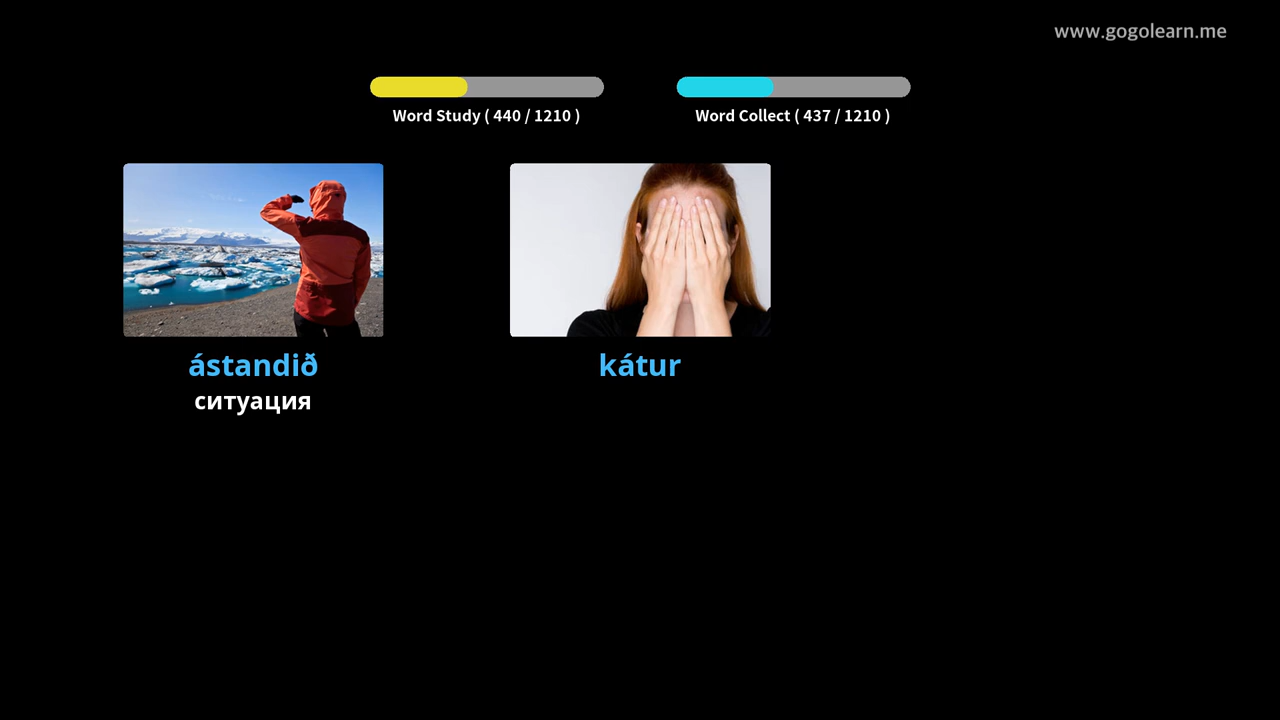 www.gogolearn.me
Word Study ( 440 / 1210 )
Word Collect ( 437 / 1210 )
ástandið
ситуация
kátur